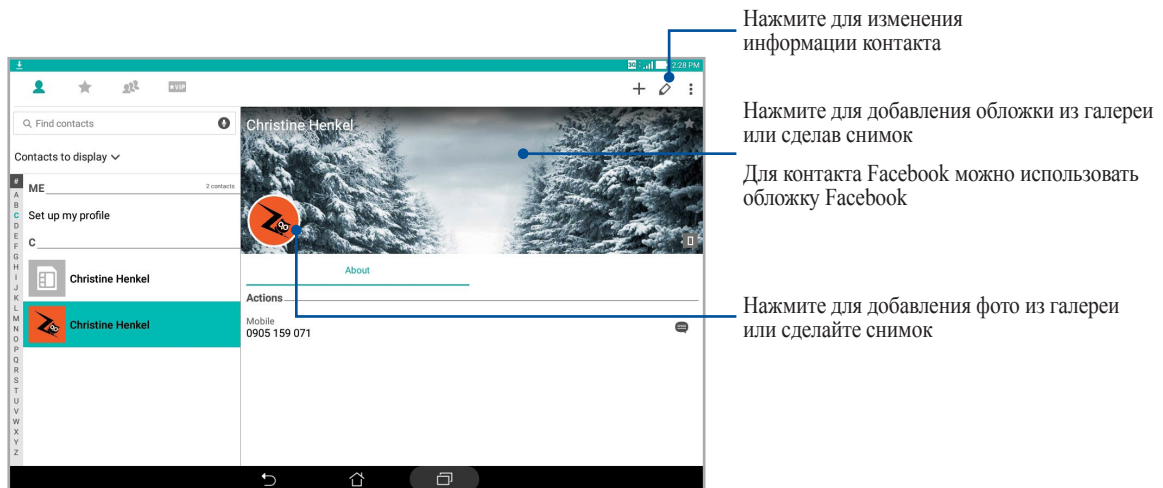 Нажмите для изменения
информации контакта
3G 2:28 PM
VIP
Find contacts
Christine Henkel
Нажмите для добавления обложки из галереи
или сделав снимок
Contacts to display
Для контакта Facebook можно использовать
обложку Facebook
ME 2 contacts
Set up my profile
C
Christine Henkel
Christine Henkel
#
A
B
C
D
E
F
G
H
I
J
K
L
M
N
O
P
Q
R
S
T
U
V
W
X
Y
Z
About
Actions
Mobile
0905 159 071
Нажмите для добавления фото из галереи
или сделайте снимок